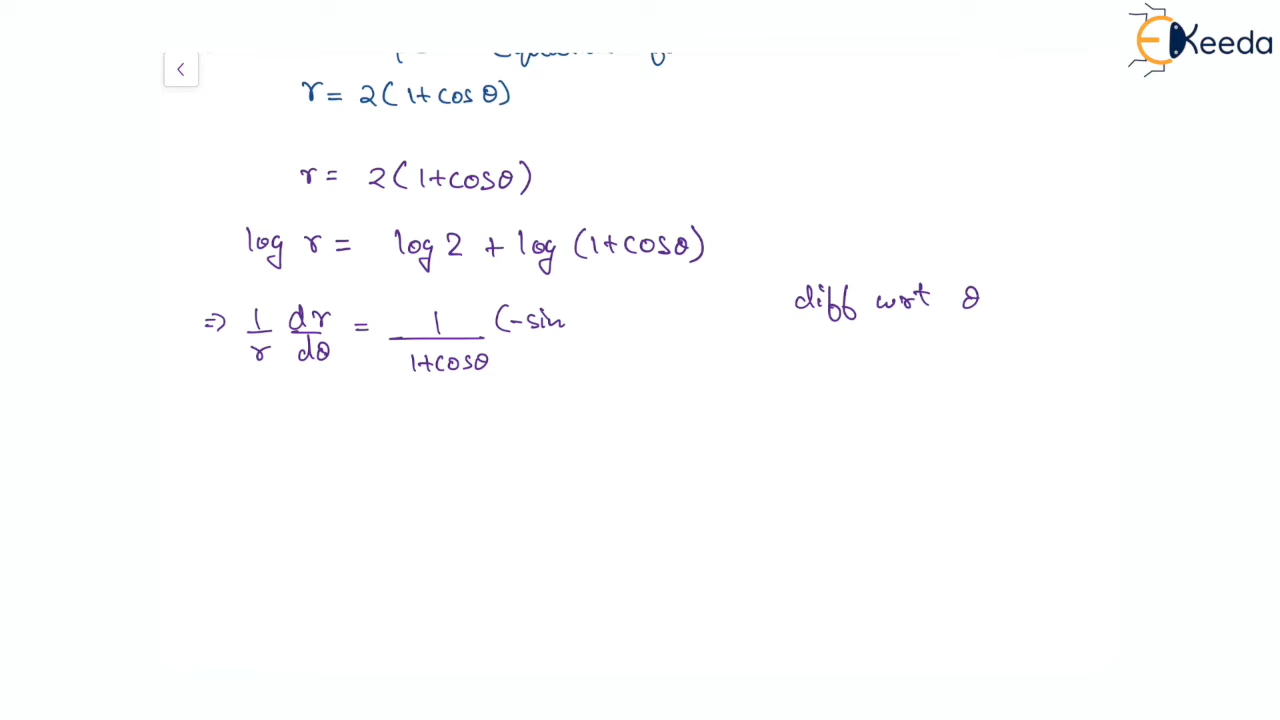 EKeeda
r = 2(1+cos θ)
r = 2(1+cosθ)
log r = log 2 + log (1+cosθ)
diff wrt θ
⇒ 1/r dr/dθ = 1/(1+cosθ) (-sin